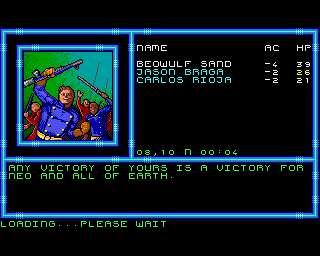 NAME AC HP
BEOWULF SAND -4 39
JASON BRAGA -2 26
CARLOS RIOJA -2 21
08,10 N 00:04
ANY VICTORY OF YOURS IS A VICTORY FOR
NEO AND ALL OF EARTH.
LOADING...PLEASE WAIT